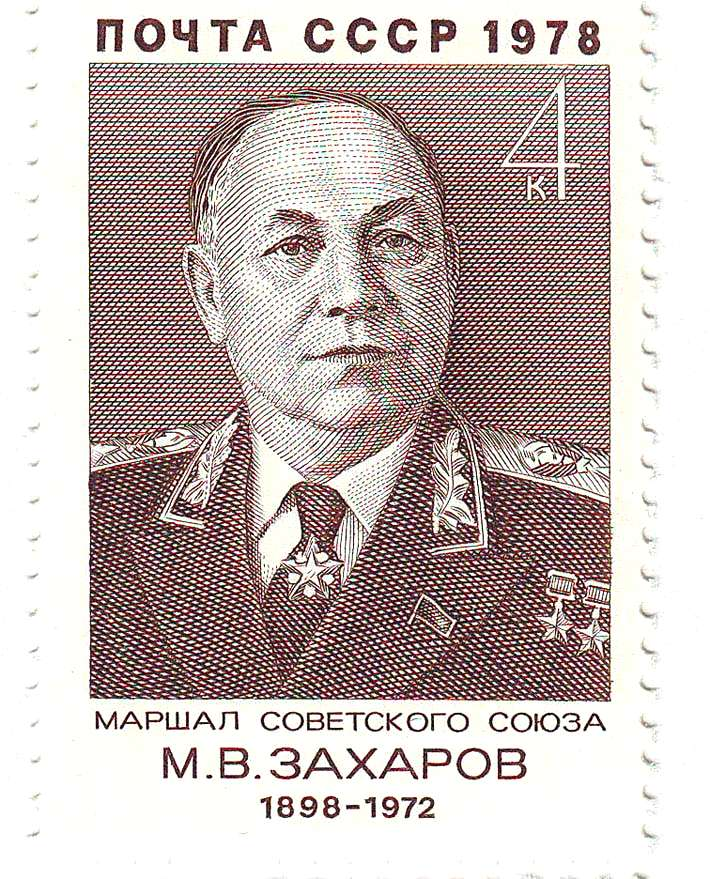 ПОЧТА СССР 1978
4
К
МАРШАЛ СОВЕТСКОГО СОЮЗА
М.В.ЗАХАРОВ
1898-1972